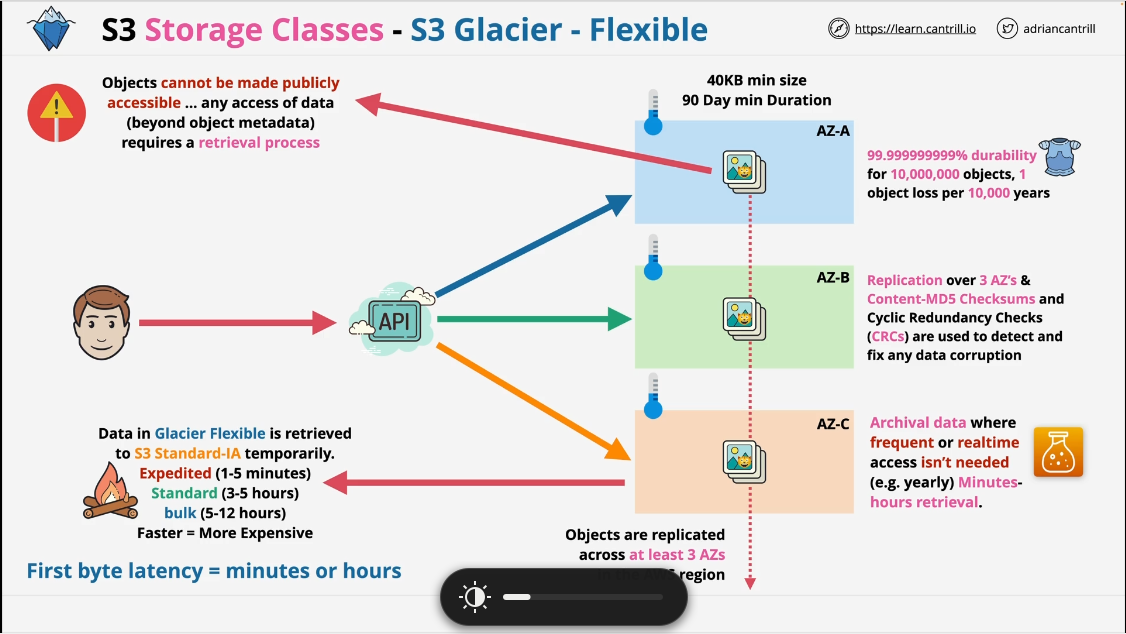 S3 Storage Classes - S3 Glacier - Flexible
https://learn.cantrill.io
adriancantrill
Objects cannot be made publicly
accessible ... any access of data
(beyond object metadata)
requires a retrieval process
40KB min size
90 Day min Duration
AZ-A
99.999999999% durability
for 10,000,000 objects, 1
object loss per 10,000 years
API
AZ-B
Replication over 3 AZ's &
Content-MD5 Checksums and
Cyclic Redundancy Checks
(CRCs) are used to detect and
fix any data corruption
AZ-C
Archival data where
frequent or realtime
access isn't needed
(e.g. yearly) Minutes-
hours retrieval.
Data in Glacier Flexible is retrieved
to S3 Standard-IA temporarily.
Expedited (1-5 minutes)
Standard (3-5 hours)
bulk (5-12 hours)
Faster = More Expensive
Objects are replicated
across at least 3 AZs
region
First byte latency = minutes or hours